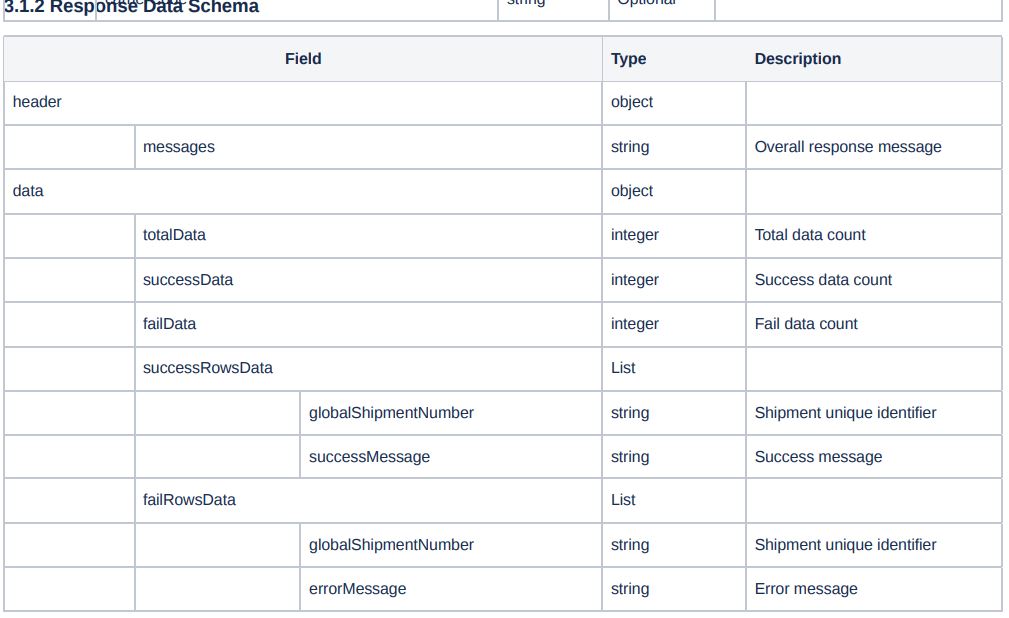 string Optional
3.1.2 Response Data Schema
Field Type Description
header object
messages string Overall response message
data object
totalData integer Total data count
successData integer Success data count
failData integer Fail data count
successRowsData List
globalShipmentNumber string Shipment unique identifier
successMessage string Success message
failRowsData List
globalShipmentNumber string Shipment unique identifier
errorMessage string Error message